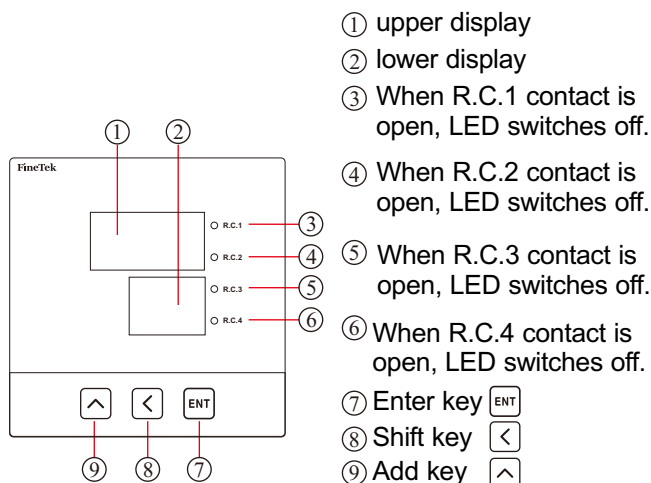 ① upper display
② lower display
③ When R.C.1 contact is
open, LED switches off.
④ When R.C.2 contact is
open, LED switches off.
⑤ When R.C.3 contact is
open, LED switches off.
⑥ When R.C.4 contact is
open, LED switches off.
⑦ Enter key ENT
⑧ Shift key
⑨ Add key
① ②
FineTek
R.C.1 ③
R.C.2 ④
R.C.3 ⑤
R.C.4 ⑥
ENT
⑨ ⑧ ⑦